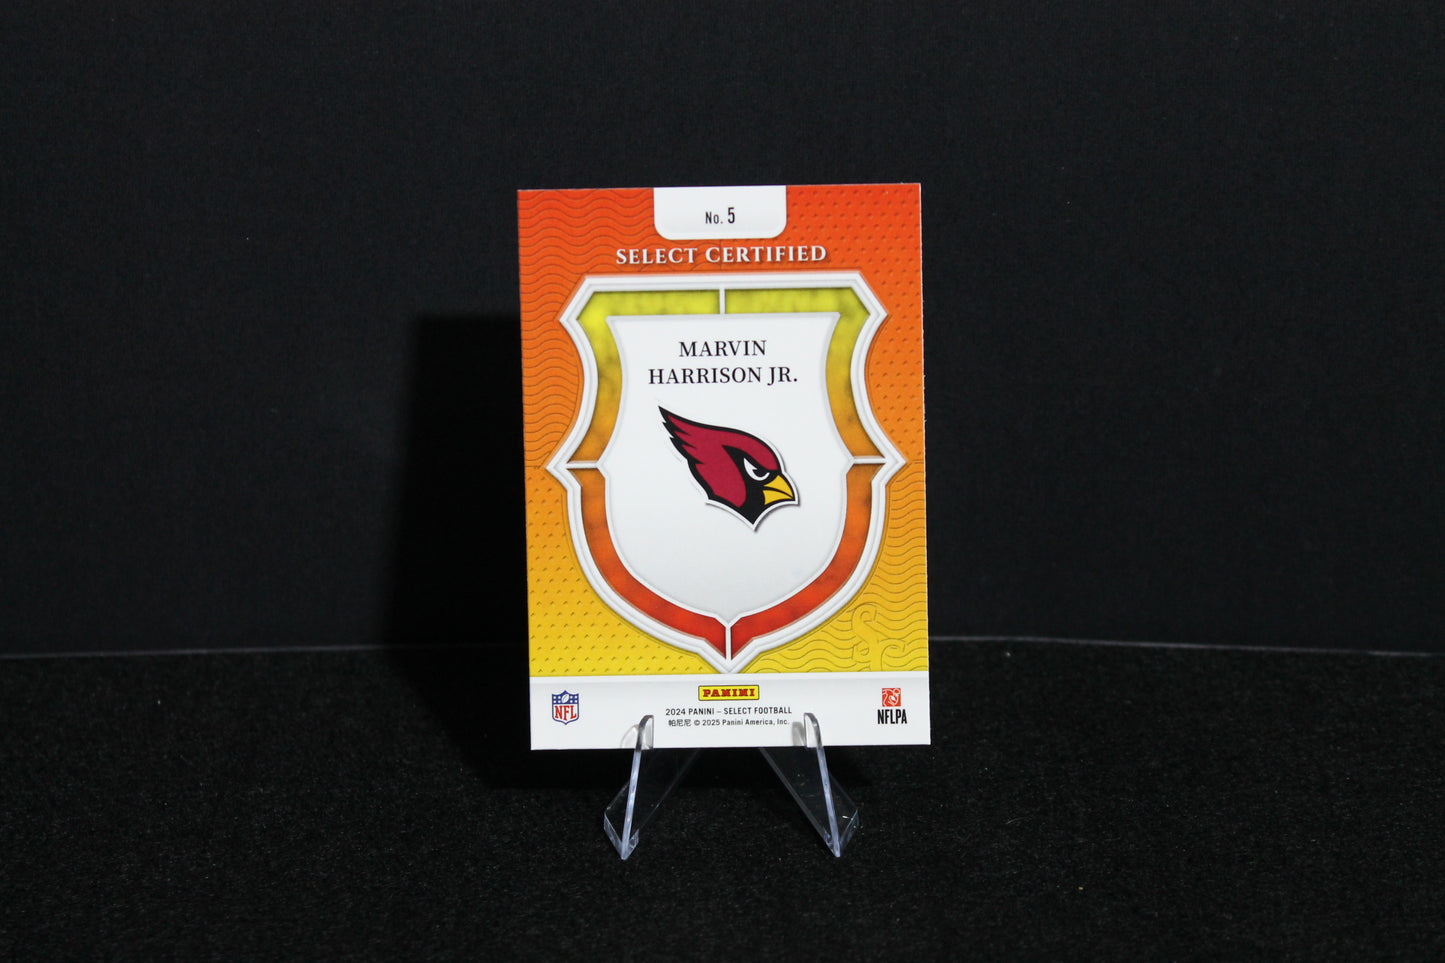 No. 5
SELECT CERTIFIED
MARVIN
HARRISON JR.
PANINI
2024 PANINI – SELECT FOOTBALL
帕尼尼 © 2025 Panini America, Inc.
NFL
NFLPA